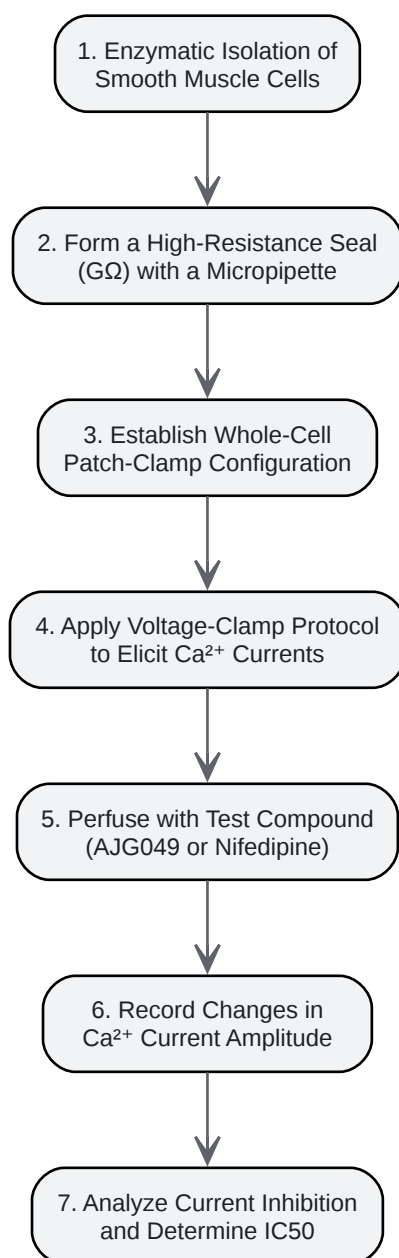 1. Enzymatic Isolation of
Smooth Muscle Cells
2. Form a High-Resistance Seal
(GΩ) with a Micropipette
3. Establish Whole-Cell
Patch-Clamp Configuration
4. Apply Voltage-Clamp Protocol
to Elicit Ca²⁺ Currents
5. Perfuse with Test Compound
(AJG049 or Nifedipine)
6. Record Changes in
Ca²⁺ Current Amplitude
7. Analyze Current Inhibition
and Determine IC50